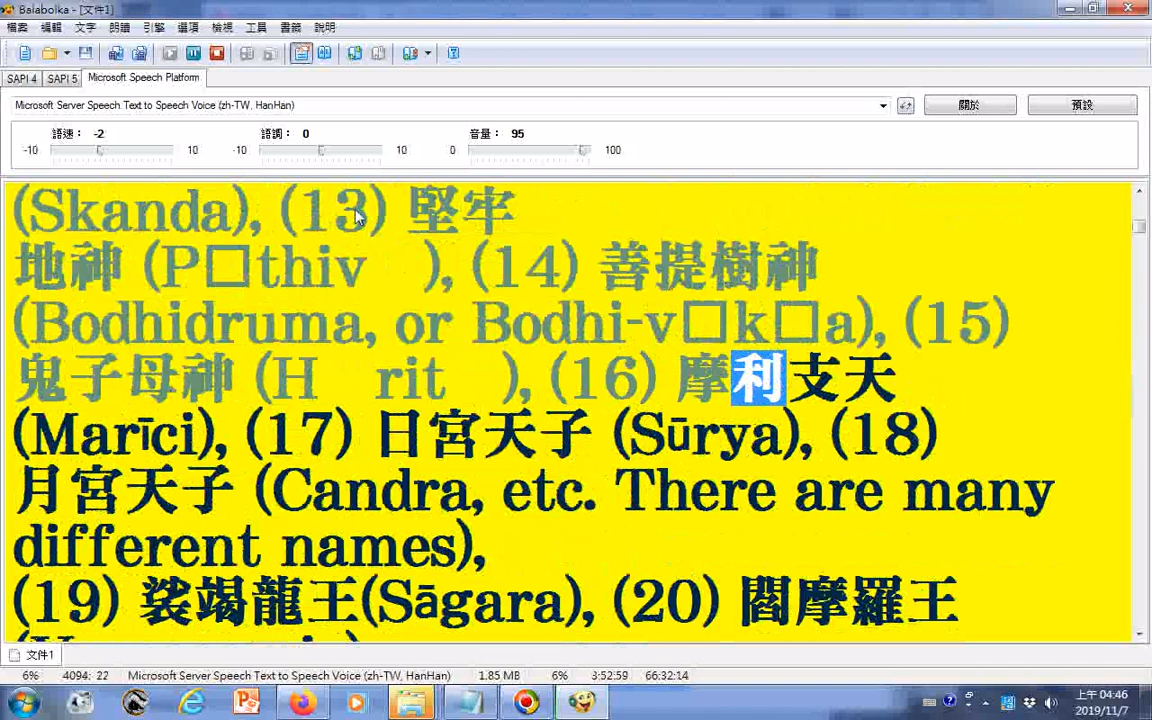 Balabolka - [文件1]
檔案 編輯 文字 朗讀 引擎 選項 檢視 工具 書籤 說明
SAPI 4 SAPI 5 Microsoft Speech Platform
Microsoft Server Speech Text to Speech Voice (zh-TW, HanHan) 關於 預設
語速： -2 語調： 0 音量： 95
-10 10 -10 10 0 100
(Skanda), (13) 堅牢
地神 (P□thiv ), (14) 善提樹神
(Bodhidruma, or Bodhi-v□k□a), (15)
鬼子母神 (H rit ), (16) 摩利支天
(Marīci), (17) 日宮天子 (Sūrya), (18)
月宮天子 (Candra, etc. There are many
different names),
(19) 裟竭龍王(Sāgara), (20) 閻摩羅王
文件1
6% 4094: 22 Microsoft Server Speech Text to Speech Voice (zh-TW, HanHan) 1.85 MB 6% 3:52:59 66:32:14
上午 04:46
2019/11/7